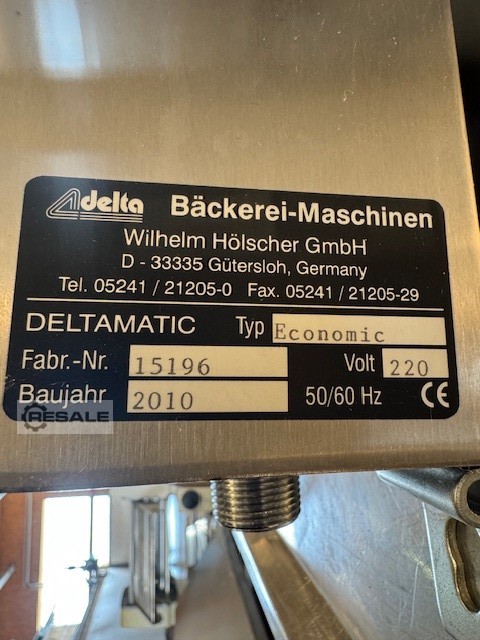 delta Bäckerei-Maschinen
Wilhelm Hölscher GmbH
D - 33335 Gütersloh, Germany
Tel. 05241 / 21205-0 Fax. 05241 / 21205-29
DELTAMATIC Typ Economic
Fabr.-Nr. 15196 Volt 220
Baujahr 2010 50/60 Hz CE
RESALE